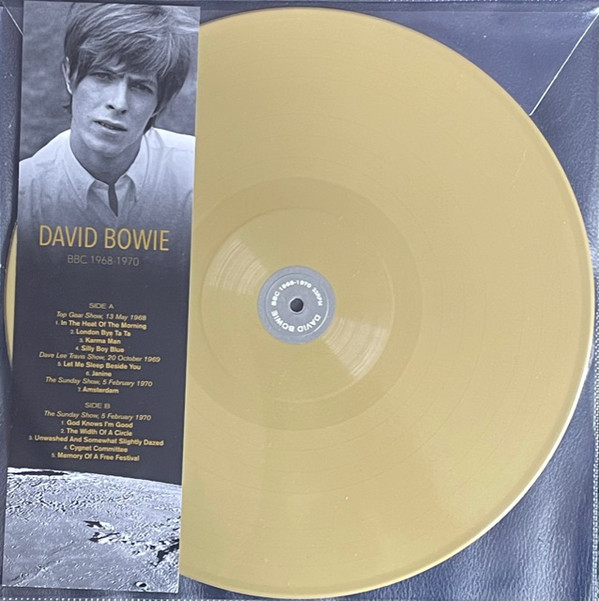 DAVID BOWIE
BBC 1968-1970
SIDE A
Top Gear Show, 13 May 1968
1. In The Heat Of The Morning
2. London Bye Ta Ta
3. Karma Man
4. Silly Boy Blue
Dave Lee Travis Show, 20 October 1969
5. Let Me Sleep Beside You
6. Janine
The Sunday Show, 5 February 1970
7. Amsterdam
SIDE B
The Sunday Show, 5 February 1970
1. God Knows I'm Good
2. The Width Of A Circle
3. Unwashed And Somewhat Slightly Dazed
4. Cygnet Committee
5. Memory Of A Free Festival
DAVID BOWIE
BBC 1968-1970 33RPM